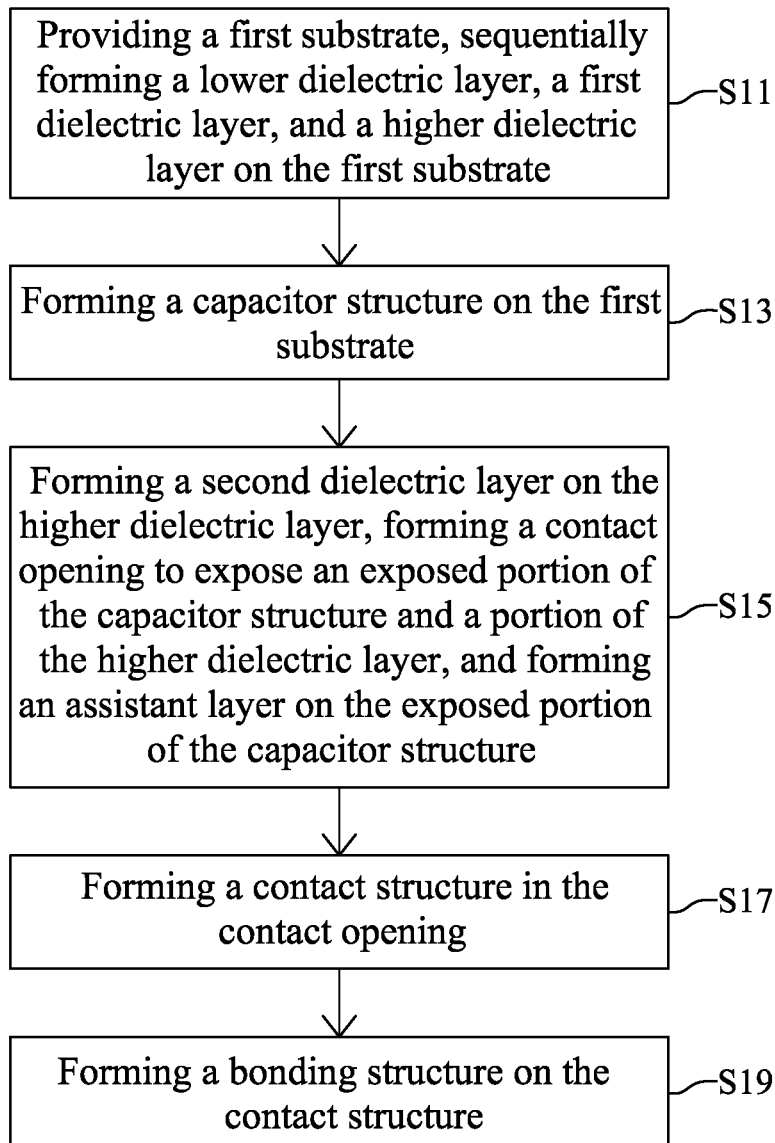 Providing a first substrate, sequentially
forming a lower dielectric layer, a first
dielectric layer, and a higher dielectric
layer on the first substrate
S11
Forming a capacitor structure on the first
substrate
S13
Forming a second dielectric layer on the
higher dielectric layer, forming a contact
opening to expose an exposed portion of
the capacitor structure and a portion of
the higher dielectric layer, and forming
an assistant layer on the exposed portion
of the capacitor structure
S15
Forming a contact structure in the
contact opening
S17
Forming a bonding structure on the
contact structure
S19